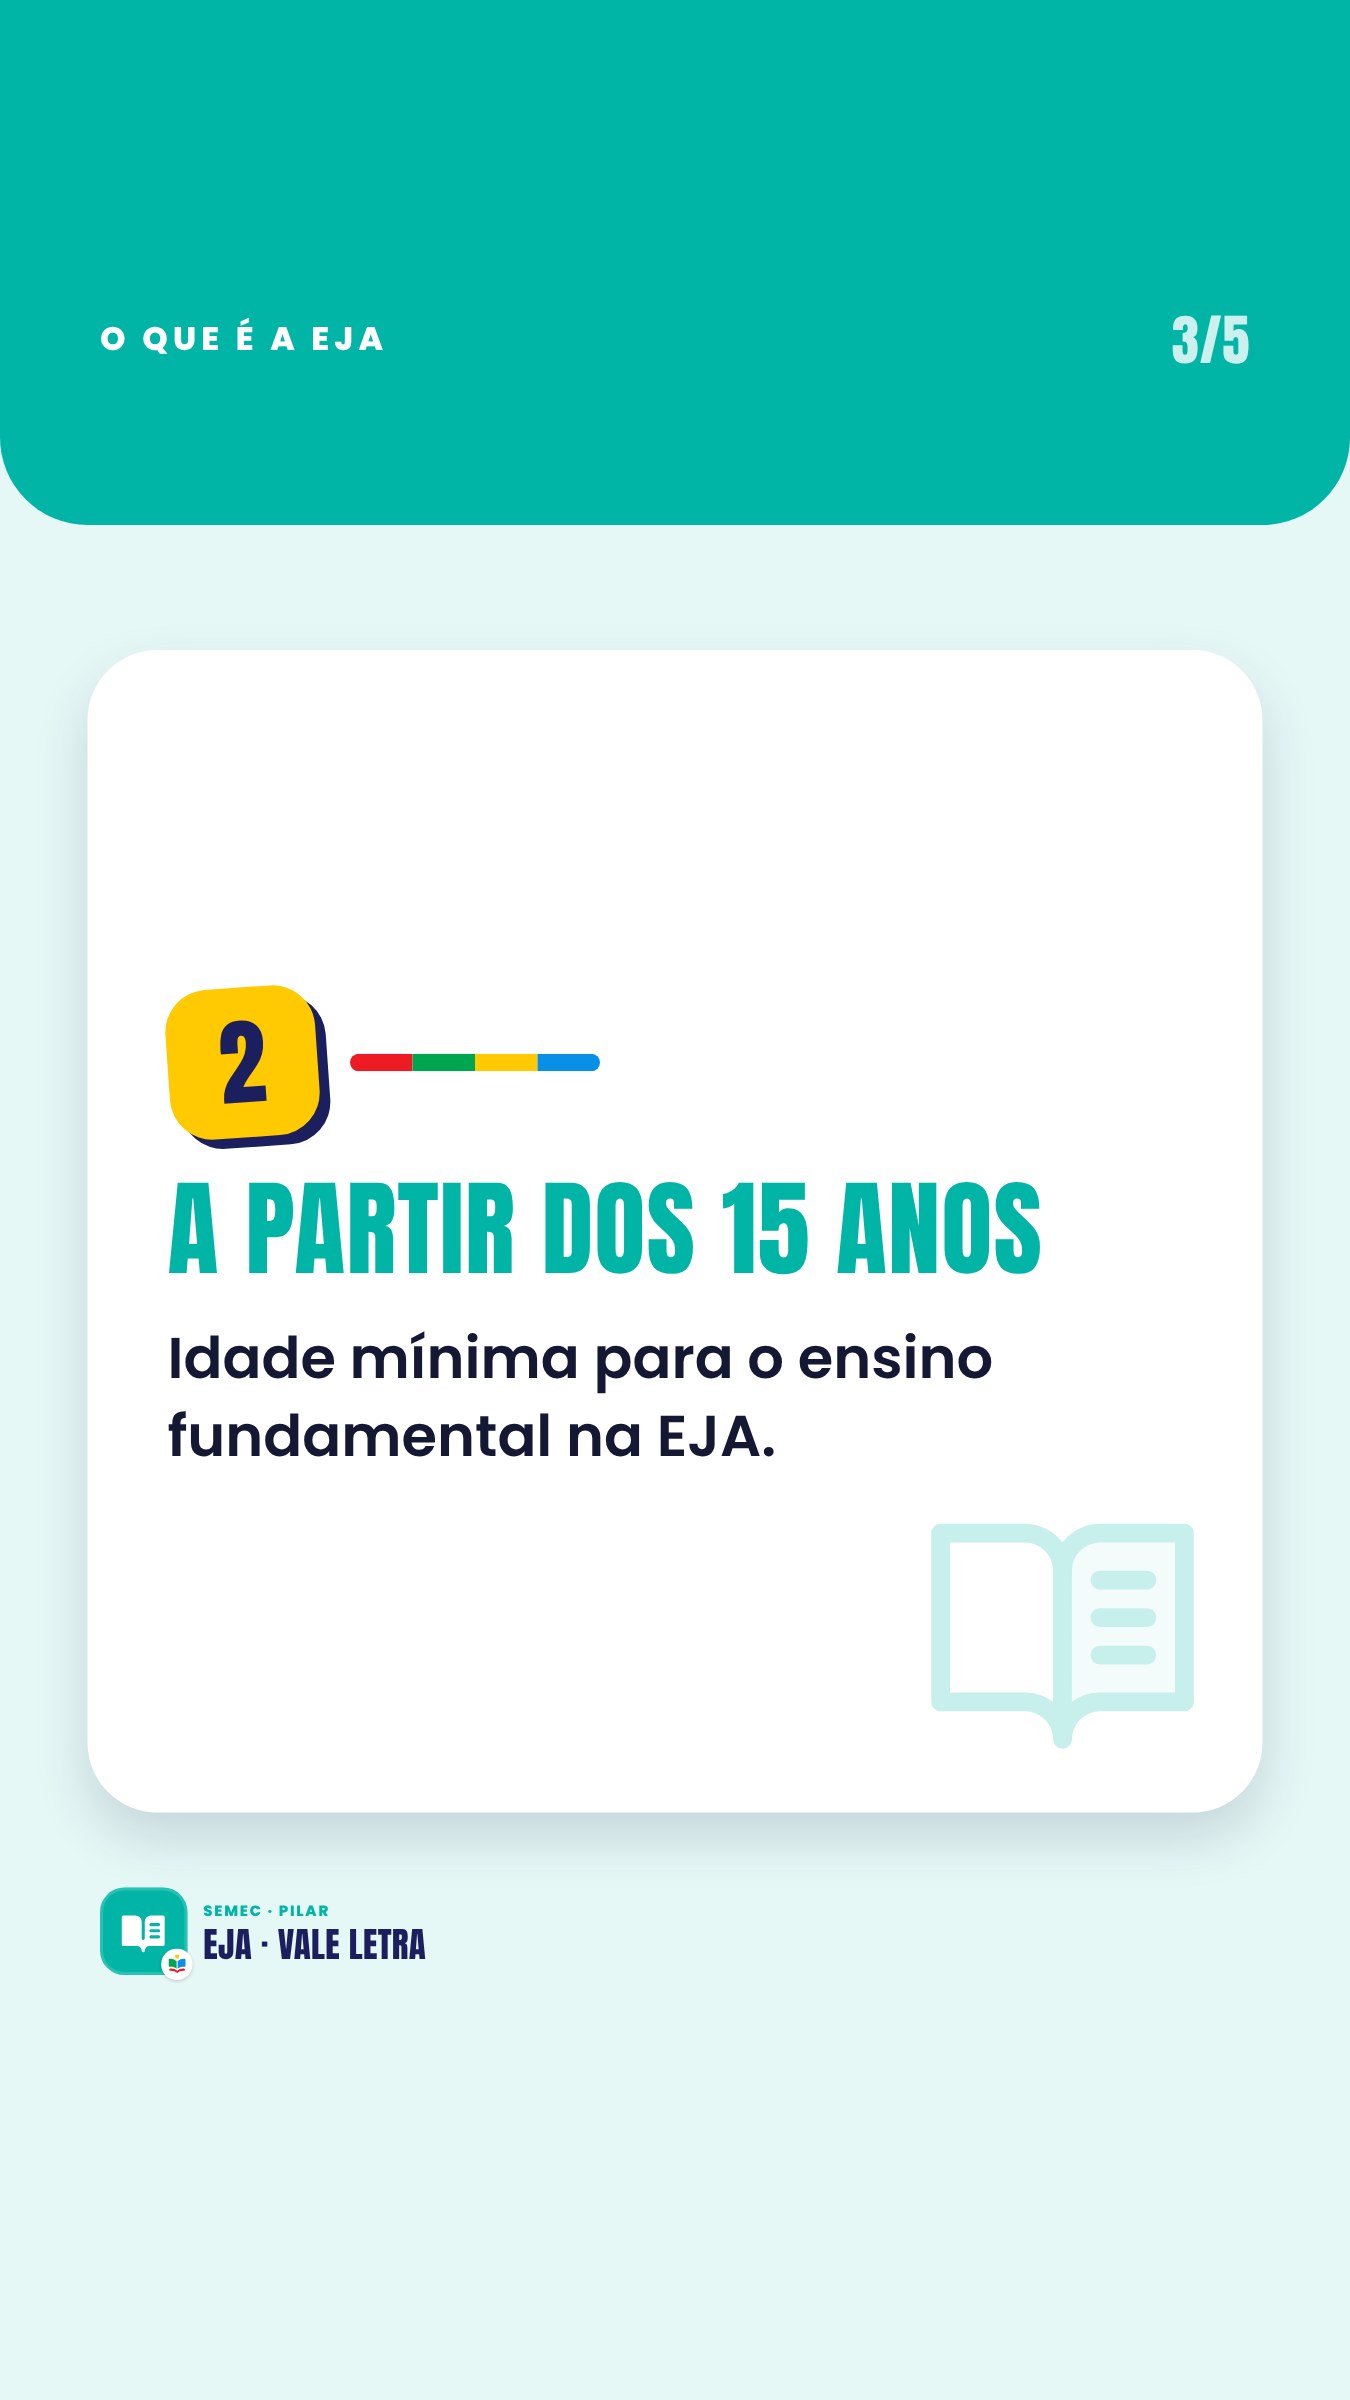 O QUE É A EJA
3/5
2
A PARTIR DOS 15 ANOS
Idade mínima para o ensino
fundamental na EJA.
SEMEC · PILAR
EJA · VALE LETRA